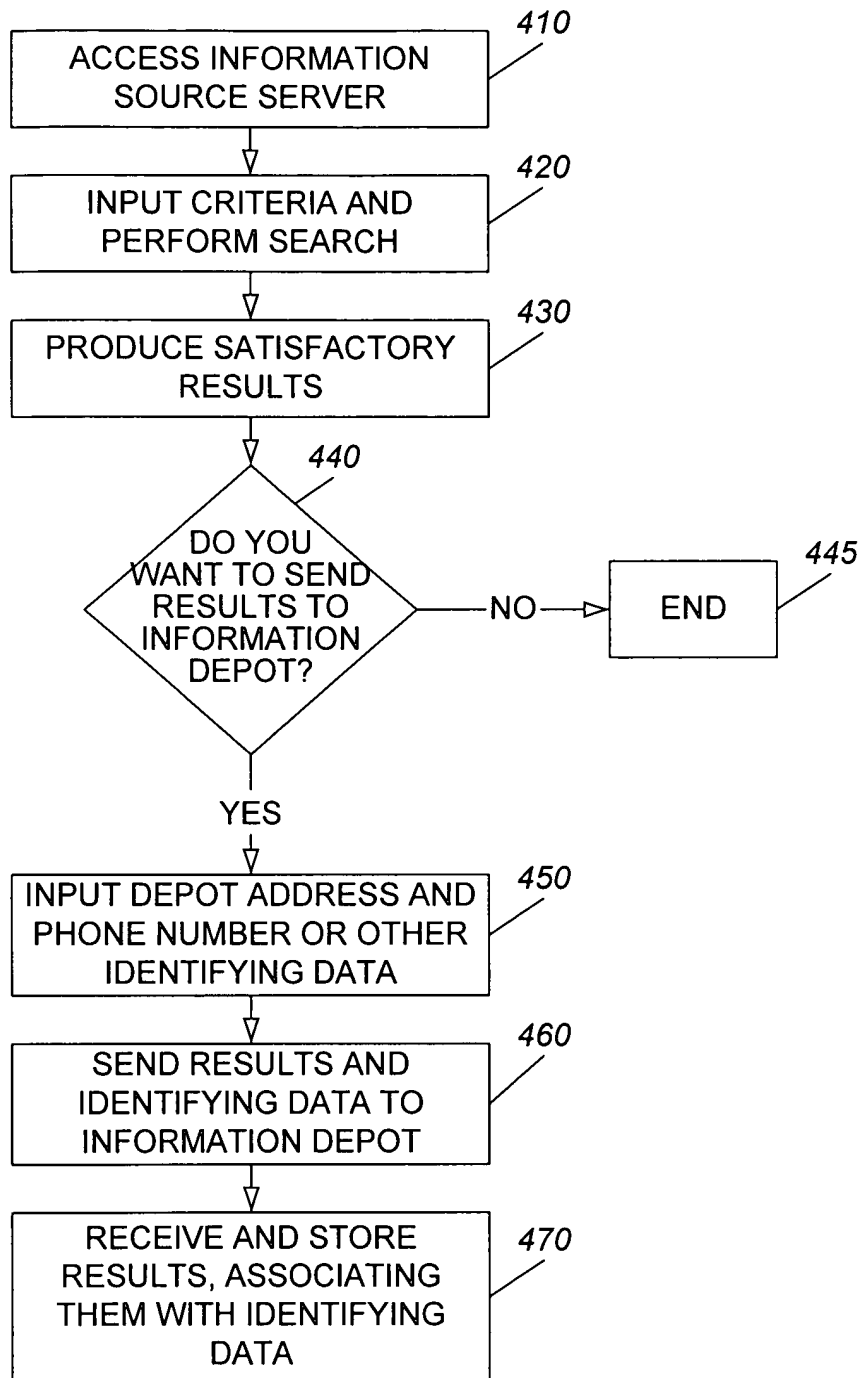 410
ACCESS INFORMATION
SOURCE SERVER
420
INPUT CRITERIA AND
PERFORM SEARCH
430
PRODUCE SATISFACTORY
RESULTS
440
DO YOU
WANT TO SEND
RESULTS TO
INFORMATION
DEPOT?
NO
445
END
YES
450
INPUT DEPOT ADDRESS AND
PHONE NUMBER OR OTHER
IDENTIFYING DATA
460
SEND RESULTS AND
IDENTIFYING DATA TO
INFORMATION DEPOT
470
RECEIVE AND STORE
RESULTS, ASSOCIATING
THEM WITH IDENTIFYING
DATA